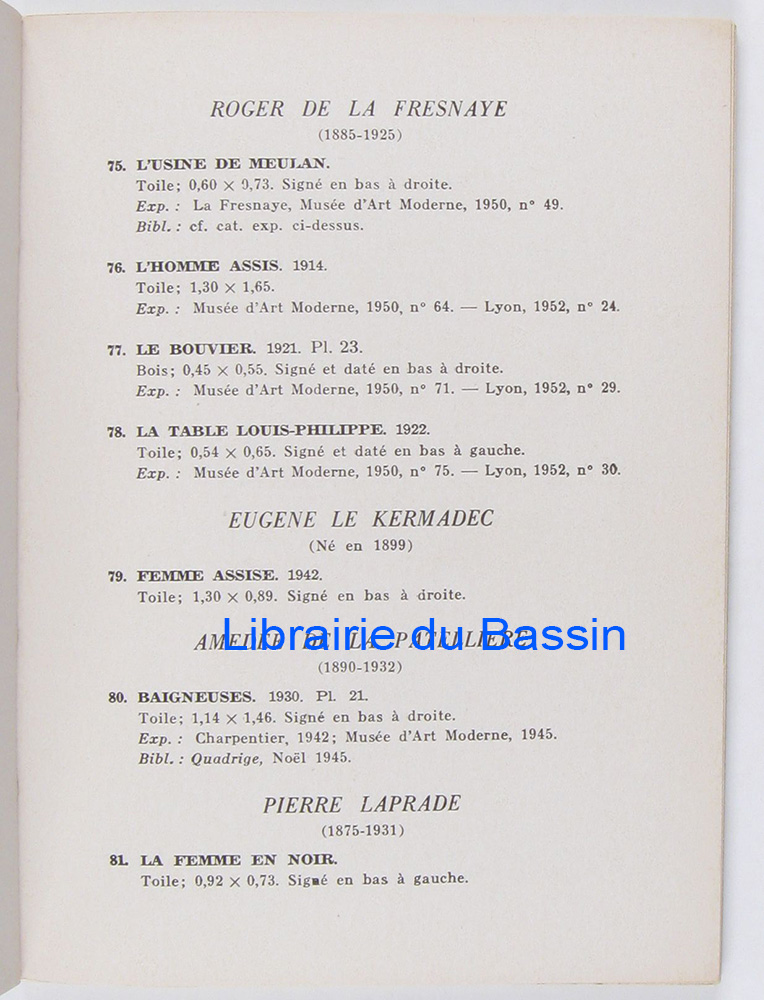 ROGER DE LA FRESNAYE
(1885-1925)
75. L'USINE DE MEULAN.
Toile; 0,60 × 0,73. Signé en bas à droite.
Exp. : La Fresnaye, Musée d'Art Moderne, 1950, n° 49.
Bibl. : cf. cat. exp. ci-dessus.
76. L'HOMME ASSIS. 1914.
Toile; 1,30 × 1,65.
Exp. : Musée d'Art Moderne, 1950, n° 64. — Lyon, 1952, n° 24.
77. LE BOUVIER. 1921. Pl. 23.
Bois; 0,45 × 0,55. Signé et daté en bas à droite.
Exp. : Musée d'Art Moderne, 1950, n° 71. — Lyon, 1952, n° 29.
78. LA TABLE LOUIS-PHILIPPE. 1922.
Toile; 0,54 × 0,65. Signé et daté en bas à gauche.
Exp. : Musée d'Art Moderne, 1950, n° 75. — Lyon, 1952, n° 30.
EUGENE LE KERMADEC
(Né en 1899)
79. FEMME ASSISE. 1942.
Toile; 1,30 × 0,89. Signé en bas à droite.
AMEDEE DE LA PATELLIERE
Librairie du Bassin
(1890-1932)
80. BAIGNEUSES. 1930. Pl. 21.
Toile; 1,14 × 1,46. Signé en bas à droite.
Exp. : Charpentier, 1942; Musée d'Art Moderne, 1945.
Bibl. : Quadrige, Noël 1945.
PIERRE LAPRADE
(1875-1931)
81. LA FEMME EN NOIR.
Toile; 0,92 × 0,73. Signé en bas à gauche.